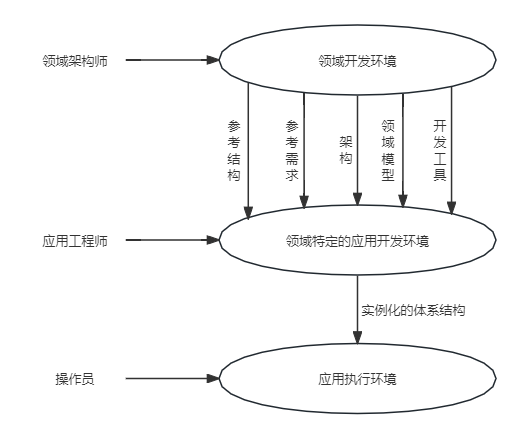 领域架构师
领域开发环境
参考结构
参考需求
架构
领域模型
开发工具
应用工程师
领域特定的应用开发环境
实例化的体系结构
操作员
应用执行环境